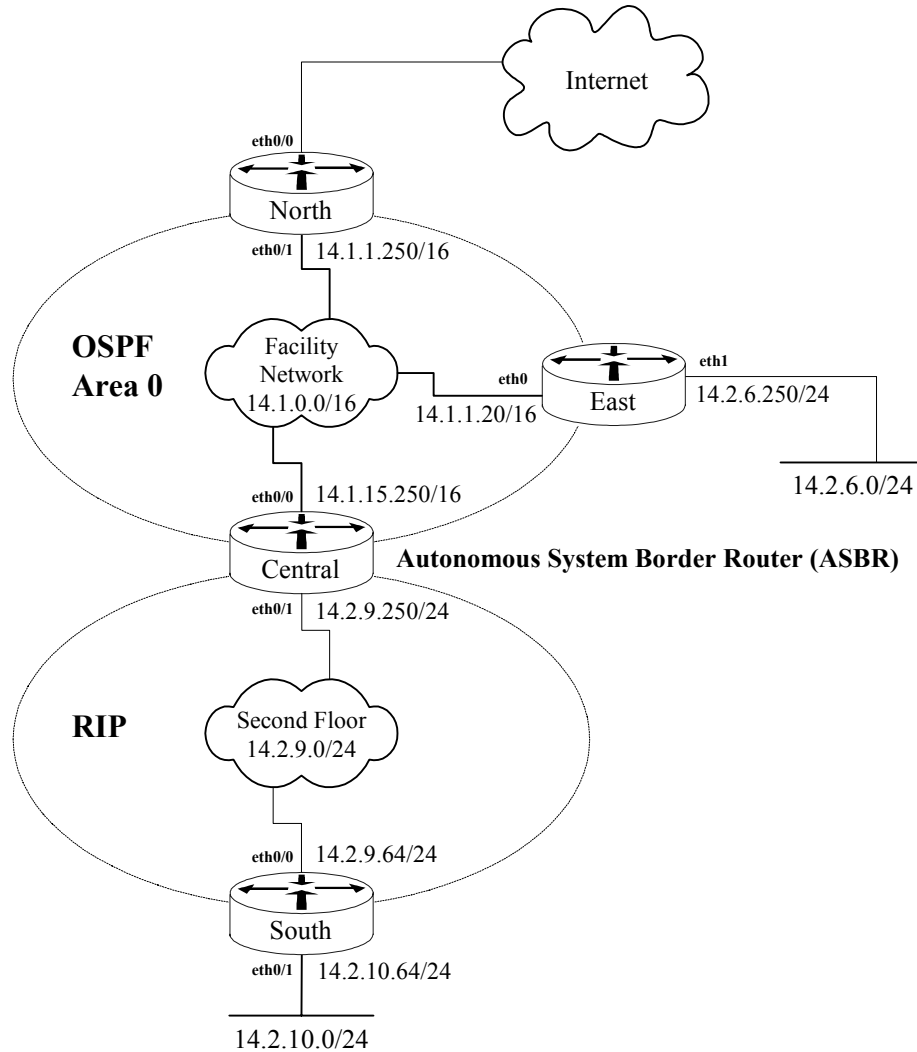 Internet
eth0/0
North
eth0/1
14.1.1.250/16
OSPF
Area 0
Facility
Network
14.1.0.0/16
eth0
14.1.1.20/16
East
eth1
14.2.6.250/24
14.2.6.0/24
eth0/0
14.1.15.250/16
Central
Autonomous System Border Router (ASBR)
eth0/1
14.2.9.250/24
RIP
Second Floor
14.2.9.0/24
eth0/0
14.2.9.64/24
South
eth0/1
14.2.10.64/24
14.2.10.0/24